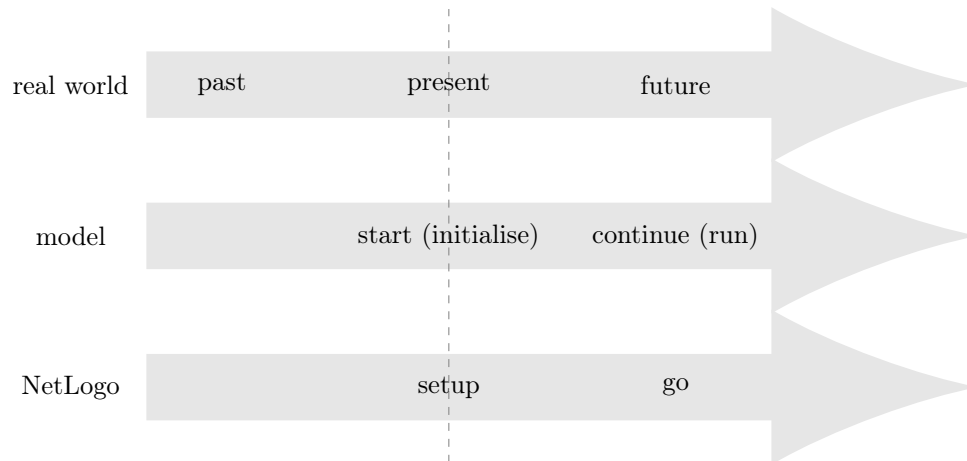 real world past present future
model start (initialise) continue (run)
NetLogo setup go